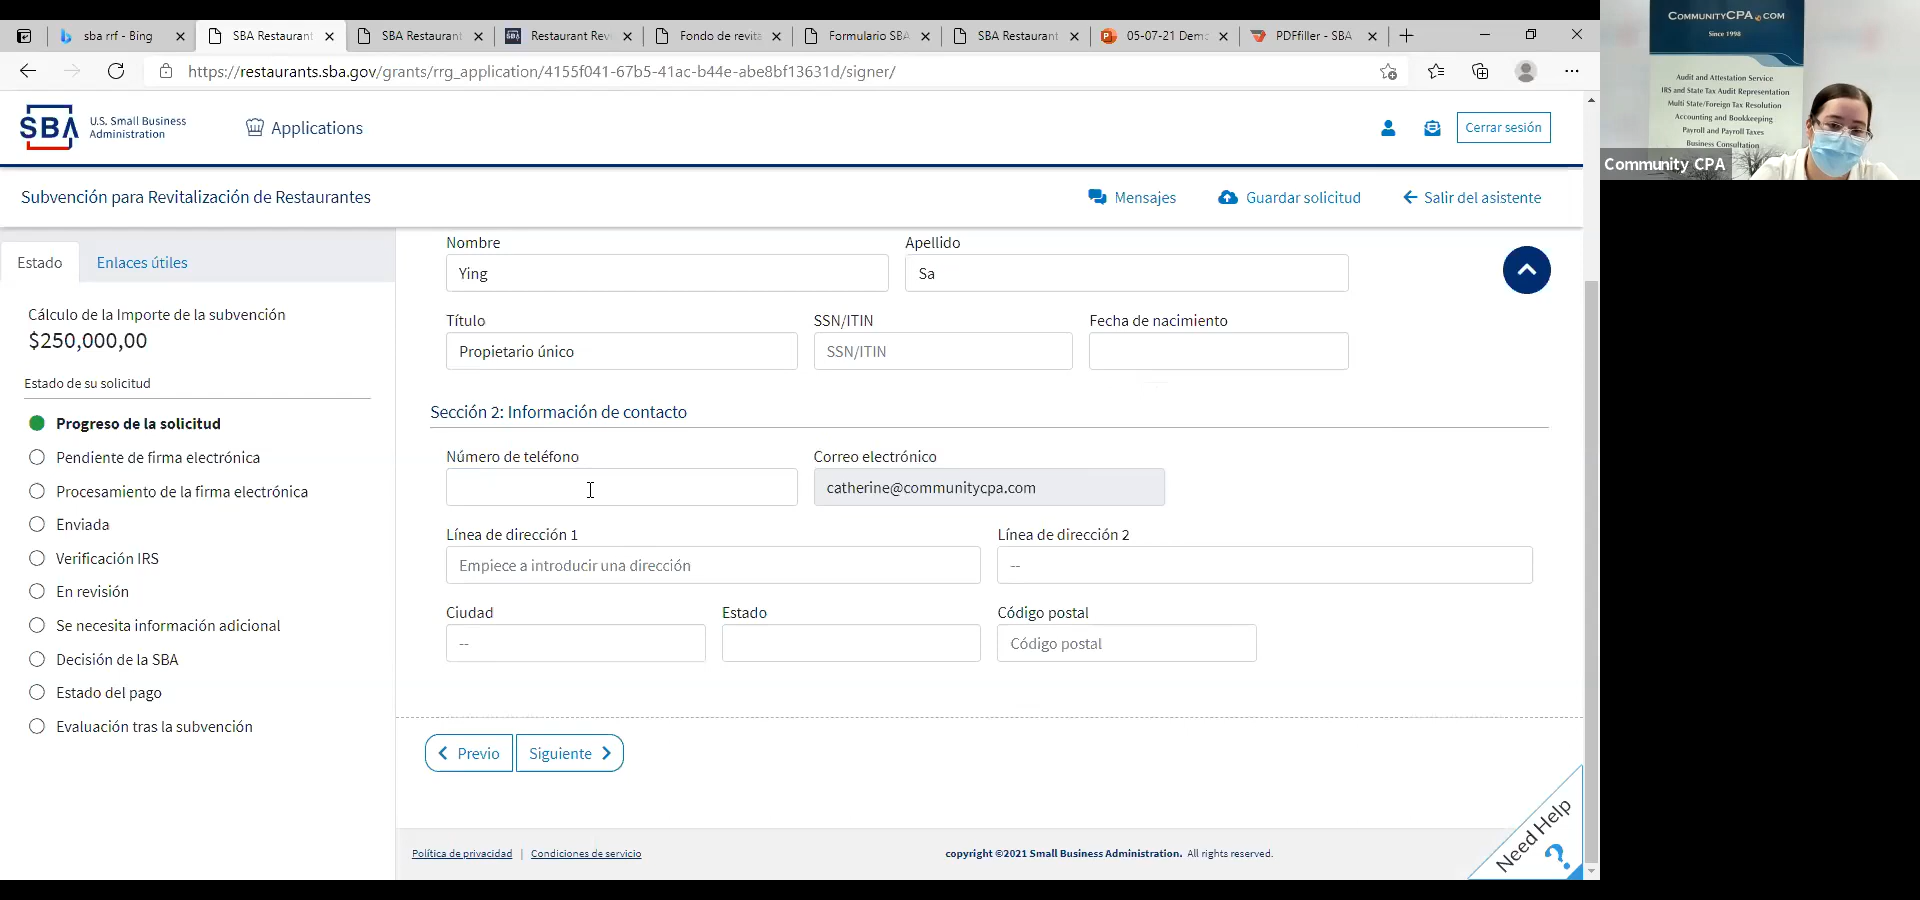 sba rrf - Bing
SBA Restaurant
SBA Restaurant
Restaurant Rev
Fondo de revita
Formulario SBA
SBA Restaurant
05-07-21 Demo
PDFfiller - SBA
https://restaurants.sba.gov/grants/rrg_application/4155f041-67b5-41ac-b44e-abe8bf13631d/signer/
SBA
U.S. Small Business
Administration
Applications
Cerrar sesión
Subvención para Revitalización de Restaurantes
Mensajes
Guardar solicitud
Salir del asistente
Estado
Enlaces útiles
Cálculo de la Importe de la subvención
$250,000,00
Estado de su solicitud
Progreso de la solicitud
Pendiente de firma electrónica
Procesamiento de la firma electrónica
Enviada
Verificación IRS
En revisión
Se necesita información adicional
Decisión de la SBA
Estado del pago
Evaluación tras la subvención
Nombre
Apellido
Ying
Sa
Título
SSN/ITIN
Fecha de nacimiento
Propietario único
SSN/ITIN
Sección 2: Información de contacto
Número de teléfono
Correo electrónico
catherine@communitycpa.com
Línea de dirección 1
Línea de dirección 2
Empiece a introducir una dirección
--
Ciudad
Estado
Código postal
--
Código postal
Previo
Siguiente
Need Help
?
Política de privacidad | Condiciones de servicio
copyright ©2021 Small Business Administration. All rights reserved.
COMMUNITYCPA.COM
Since 1998
Audit and Attestation Service
IRS and State Tax Audit Representation
Multi State/Foreign Tax Resolution
Accounting and Bookkeeping
Payroll and Payroll Taxes
Business Consultation
Community CPA